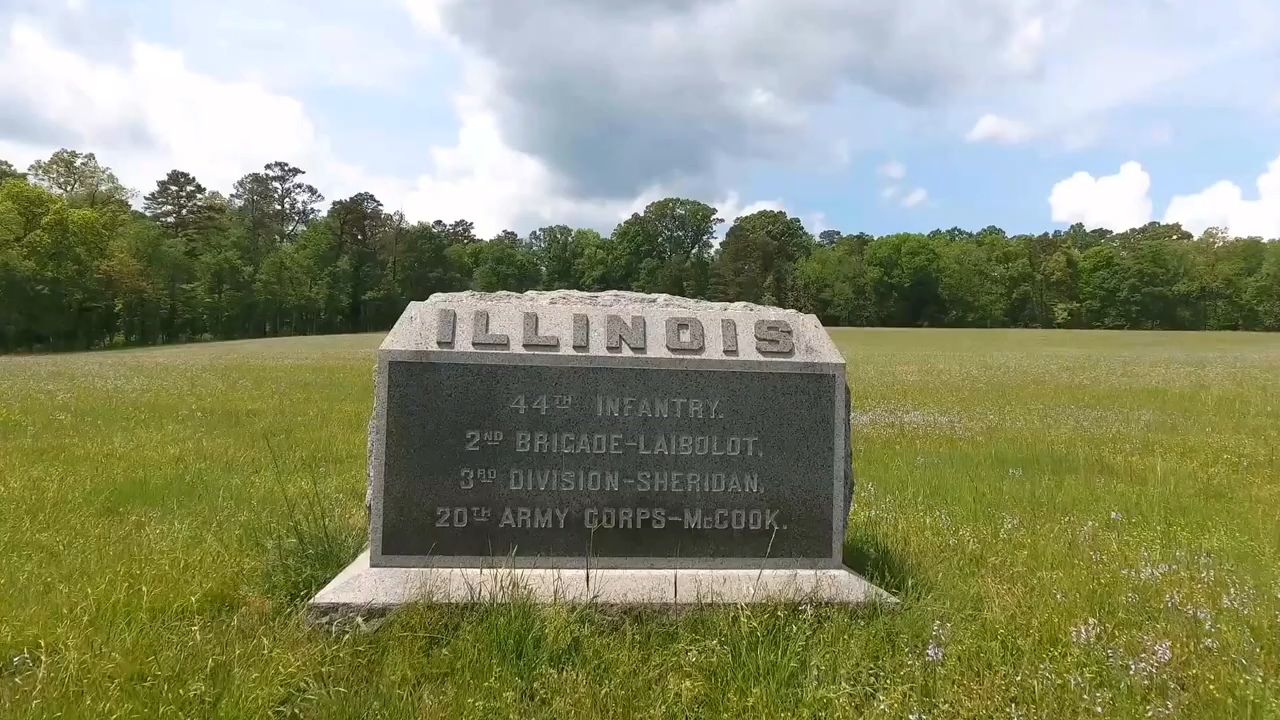 ILLINOIS
44TH INFANTRY.
2ND BRIGADE-LAIBOLDT,
3RD DIVISION-SHERIDAN,
20TH ARMY CORPS-McCOOK.